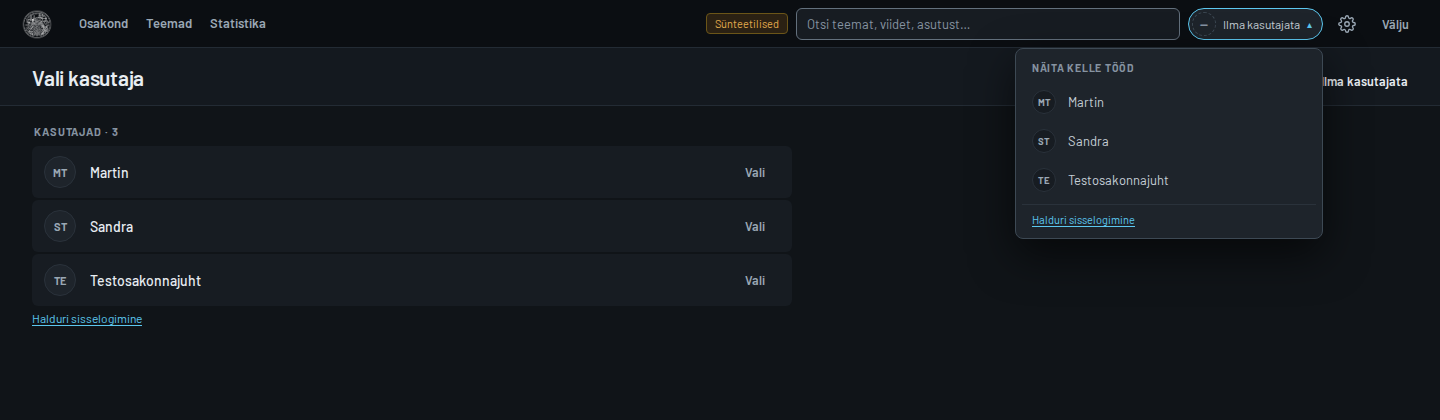 Osakond Teemad Statistika Sünteetilised Otsi teemat, viidet, asutust... – Ilma kasutajata ▲ Välju
Vali kasutaja
Ilma kasutajata
NÄITA KELLE TÖÖD
MT Martin
ST Sandra
TE Testosakonnajuht
Halduri sisselogimine
KASUTAJAD · 3
MT Martin Vali
ST Sandra Vali
TE Testosakonnajuht Vali
Halduri sisselogimine